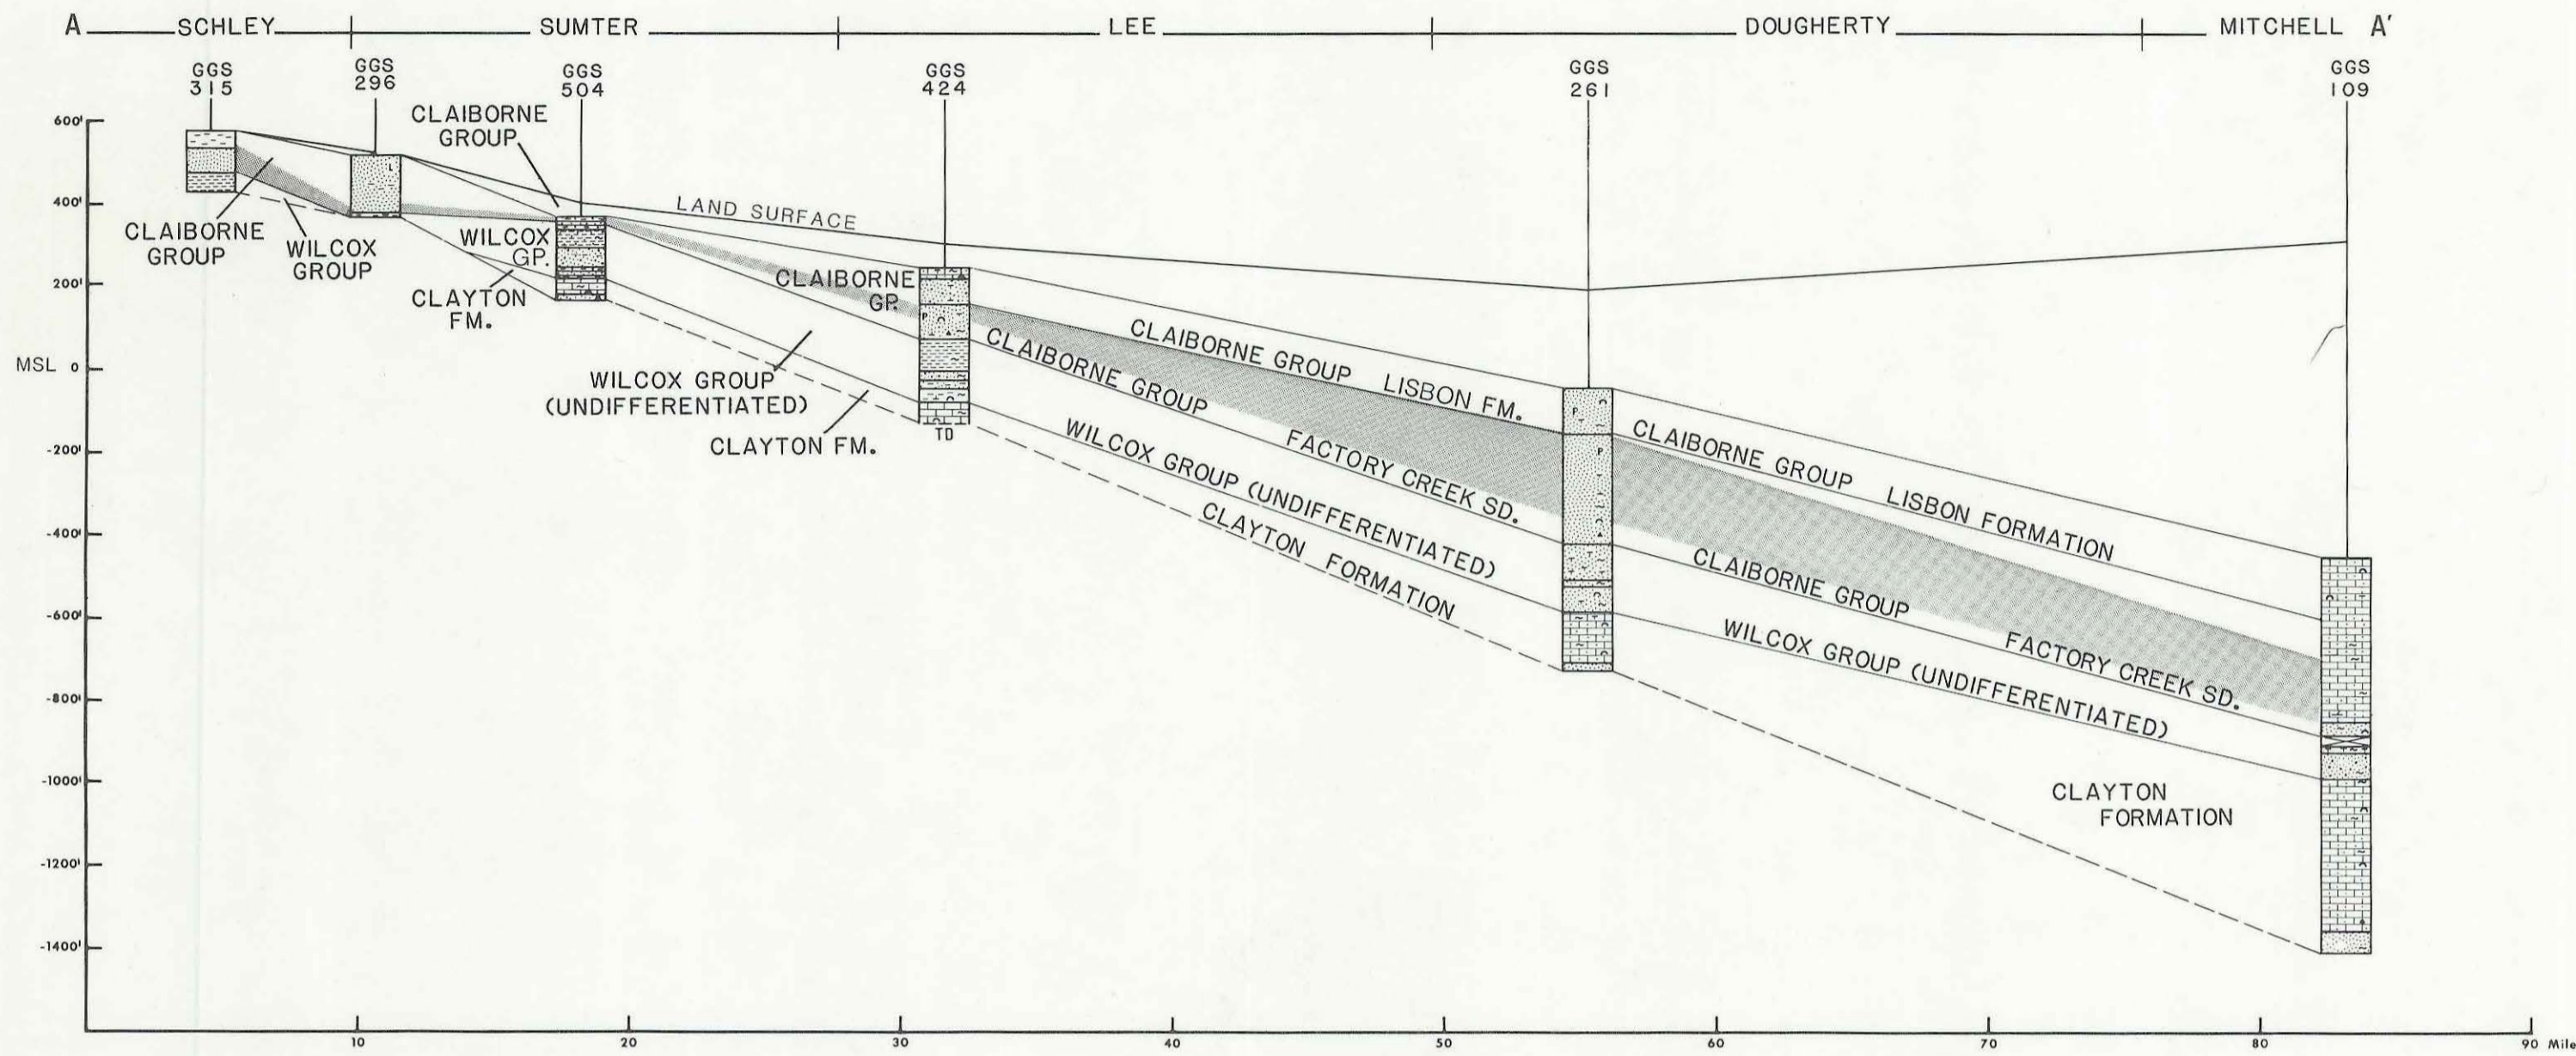 A SCHLEY SUMTER LEE DOUGHERTY MITCHELL A'
GGS
315
GGS
296
GGS
504
GGS
424
GGS
261
GGS
109
CLAIBORNE
GROUP
600'
400'
200'
MSL 0
-200'
-400'
-600'
-800'
-1000'
-1200'
-1400'
LAND SURFACE
CLAIBORNE
GROUP
WILCOX
GROUP
WILCOX
GP.
CLAYTON
FM.
CLAIBORNE
GP.
WILCOX GROUP
(UNDIFFERENTIATED)
CLAYTON FM.
TD
L
P
P
P
CLAIBORNE GROUP LISBON FM.
CLAIBORNE GROUP FACTORY CREEK SD.
WILCOX GROUP (UNDIFFERENTIATED)
CLAYTON FORMATION
CLAIBORNE GROUP LISBON FORMATION
CLAIBORNE GROUP FACTORY CREEK SD.
WILCOX GROUP (UNDIFFERENTIATED)
CLAYTON
FORMATION
10 20 30 40 50 60 70 80 90 Mile